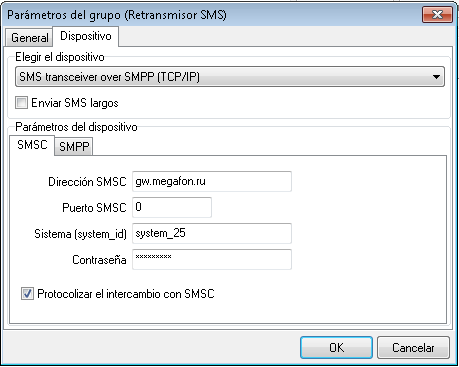 Parámetros del grupo (Retransmisor SMS)
General Dispositivo
Elegir el dispositivo
SMS transceiver over SMPP (TCP/IP)
Enviar SMS largos
Parámetros del dispositivo
SMSC SMPP
Dirección SMSC gw.megafon.ru
Puerto SMSC 0
Sistema (system_id) system_25
Contraseña ×××××××××
Protocolizar el intercambio con SMSC
OK Cancelar